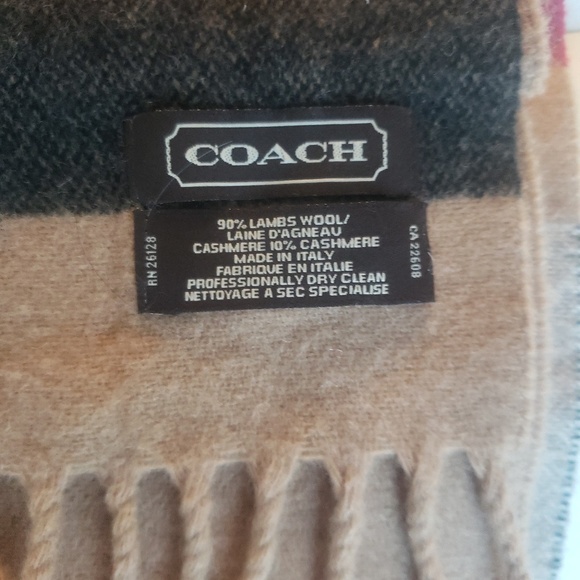 COACH
90% LAMBS WOOL/
LAINE D'AGNEAU
CASHMERE 10% CASHMERE
MADE IN ITALY
FABRIQUE EN ITALIE
PROFESSIONALLY DRY CLEAN
NETTOYAGE A SEC SPECIALISE
RN 26128
CA 22608